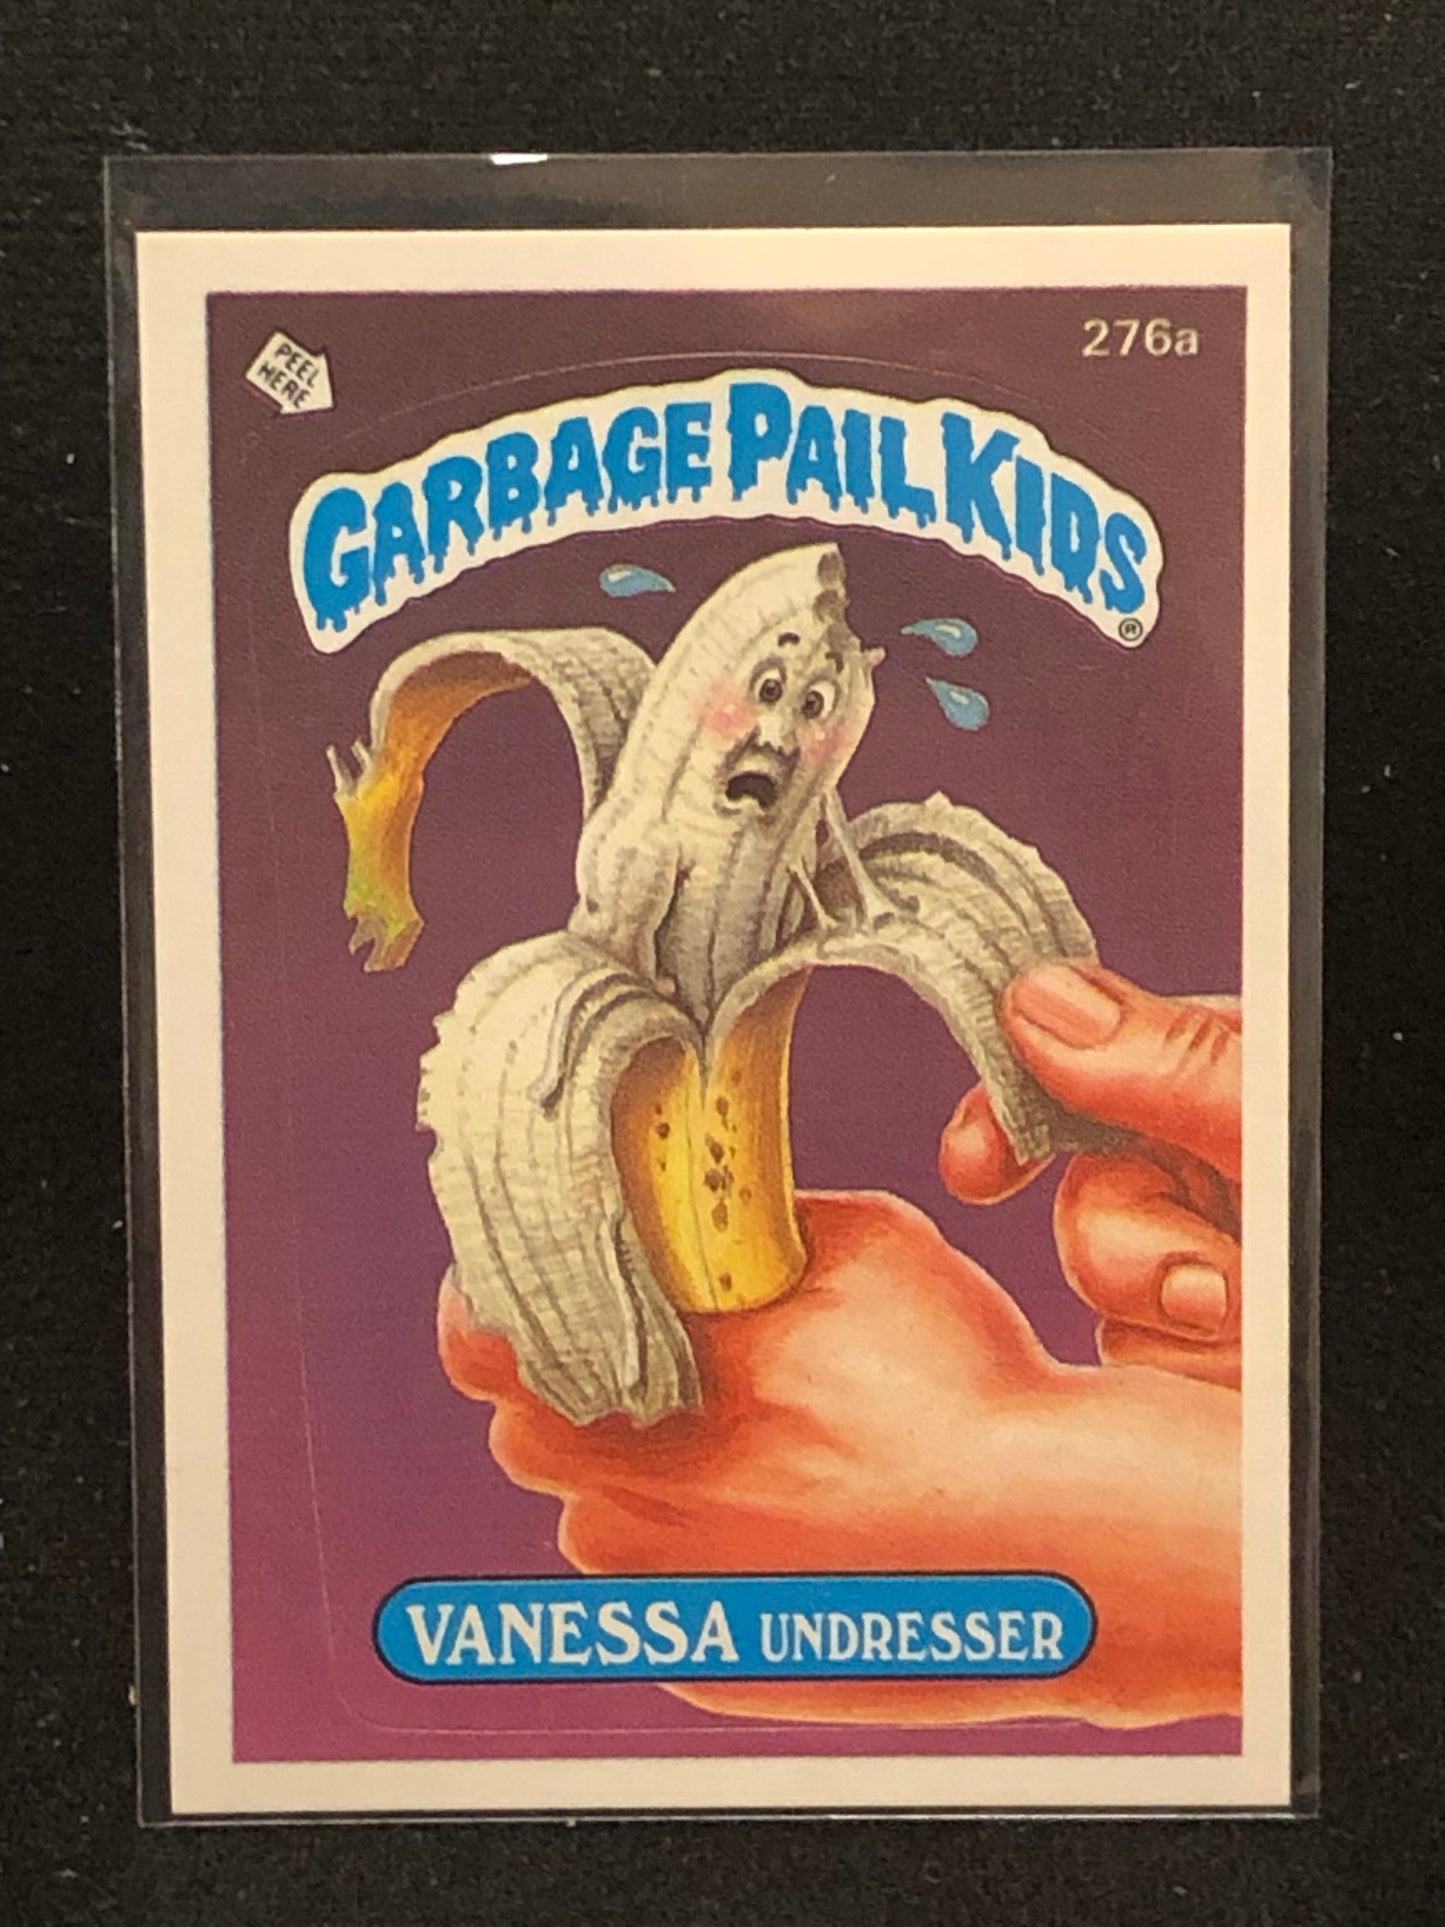 PEEL
HERE
276a
GARBAGE PAIL KIDS
®
VANESSA UNDRESSER